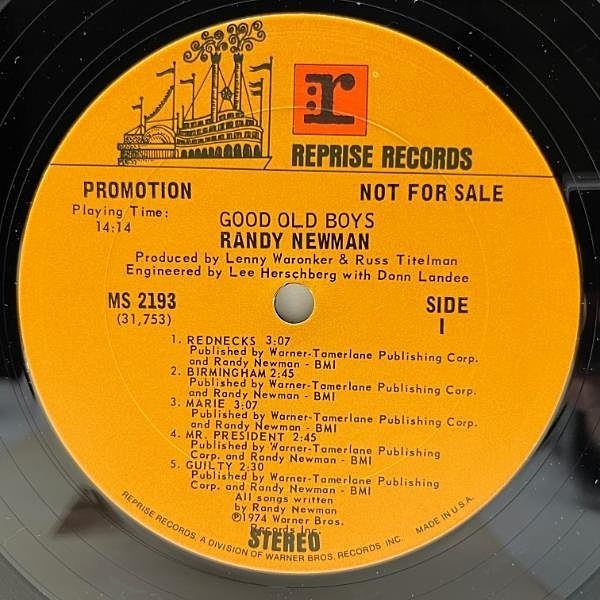 :r
REPRISE RECORDS
PROMOTION NOT FOR SALE
Playing Time:
14:14
GOOD OLD BOYS
RANDY NEWMAN
Produced by Lenny Waronker & Russ Titelman
Engineered by Lee Herschberg with Donn Landee
MS 2193
(31,753)
SIDE
1
1. REDNECKS 3:07
Published by Warner-Tamerlane Publishing Corp.
and Randy Newman - BMI
2. BIRMINGHAM 2:45
Published by Warner-Tamerlane Publishing Corp.
and Randy Newman - BMI
3. MARIE 3:07
Published by Warner-Tamerlane Publishing Corp.
and Randy Newman - BMI
4. MR. PRESIDENT 2:45
Published by Warner-Tamerlane Publishing
Corp. and Randy Newman - BMI
5. GUILTY 2:30
Published by Warner-Tamerlane Publishing
Corp. and Randy Newman - BMI
All songs written
by Randy Newman
℗1974 Warner Bros.
Records Inc.
STEREO
REPRISE RECORDS, A DIVISION OF WARNER BROS. RECORDS INC. MADE IN U.S.A.